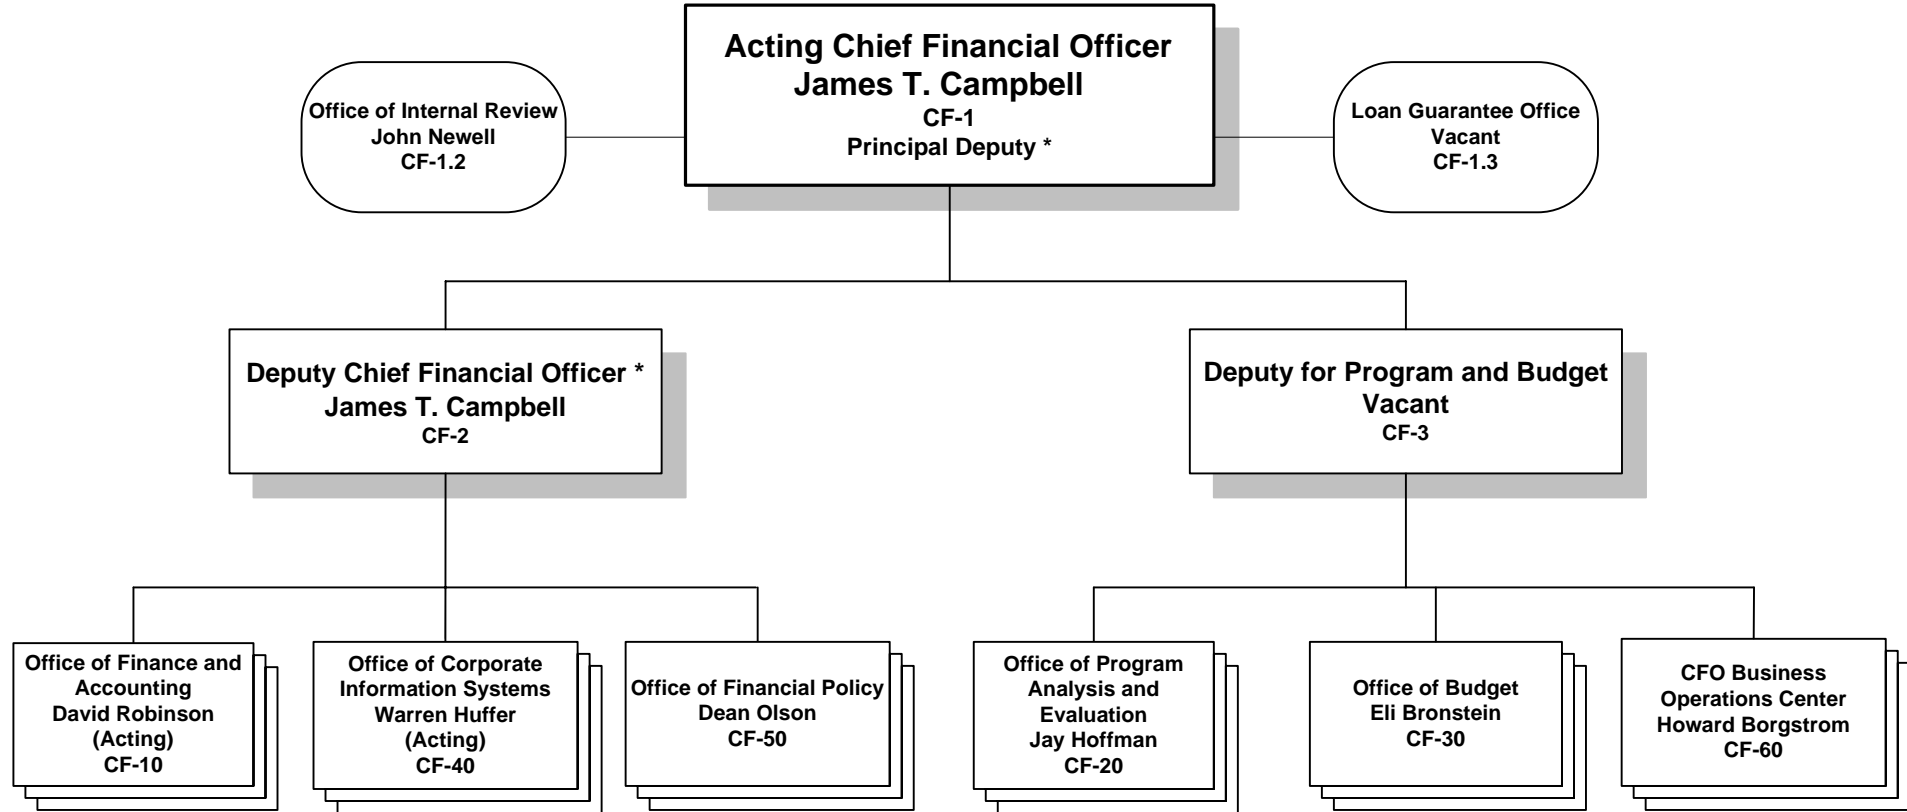 Acting Chief Financial Officer
James T. Campbell
CF-1
Principal Deputy *
Office of Internal Review
John Newell
CF-1.2
Loan Guarantee Office
Vacant
CF-1.3
Deputy Chief Financial Officer *
James T. Campbell
CF-2
Deputy for Program and Budget
Vacant
CF-3
Office of Finance and
Accounting
David Robinson
(Acting)
CF-10
Office of Corporate
Information Systems
Warren Huffer
(Acting)
CF-40
Office of Financial Policy
Dean Olson
CF-50
Office of Program
Analysis and
Evaluation
Jay Hoffman
CF-20
Office of Budget
Eli Bronstein
CF-30
CFO Business
Operations Center
Howard Borgstrom
CF-60